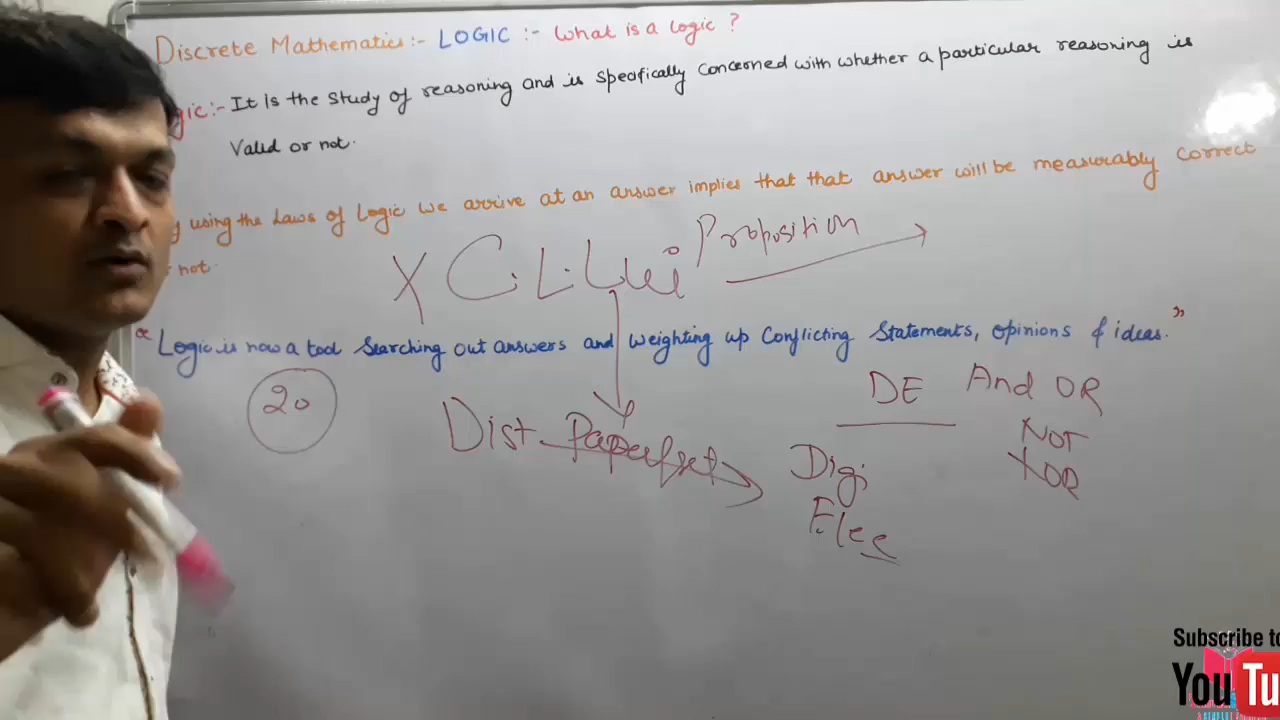 Discrete Mathematics:- LOGIC :- What is a logic ?
gic:- It is the study of reasoning and is specifically concerned with whether a particular reasoning is
Valid or not.
y using the Laws of Logic we arrive at an answer implies that that answer will be measurably correct
not.
Proposition
"Logic is now a tool Searching out answers and weighting up Conflicting Statements, opinions & ideas."
20
DE And OR
NOT
XOR
Dist Paperset
Digi
Elec
Subscribe to
YouTu